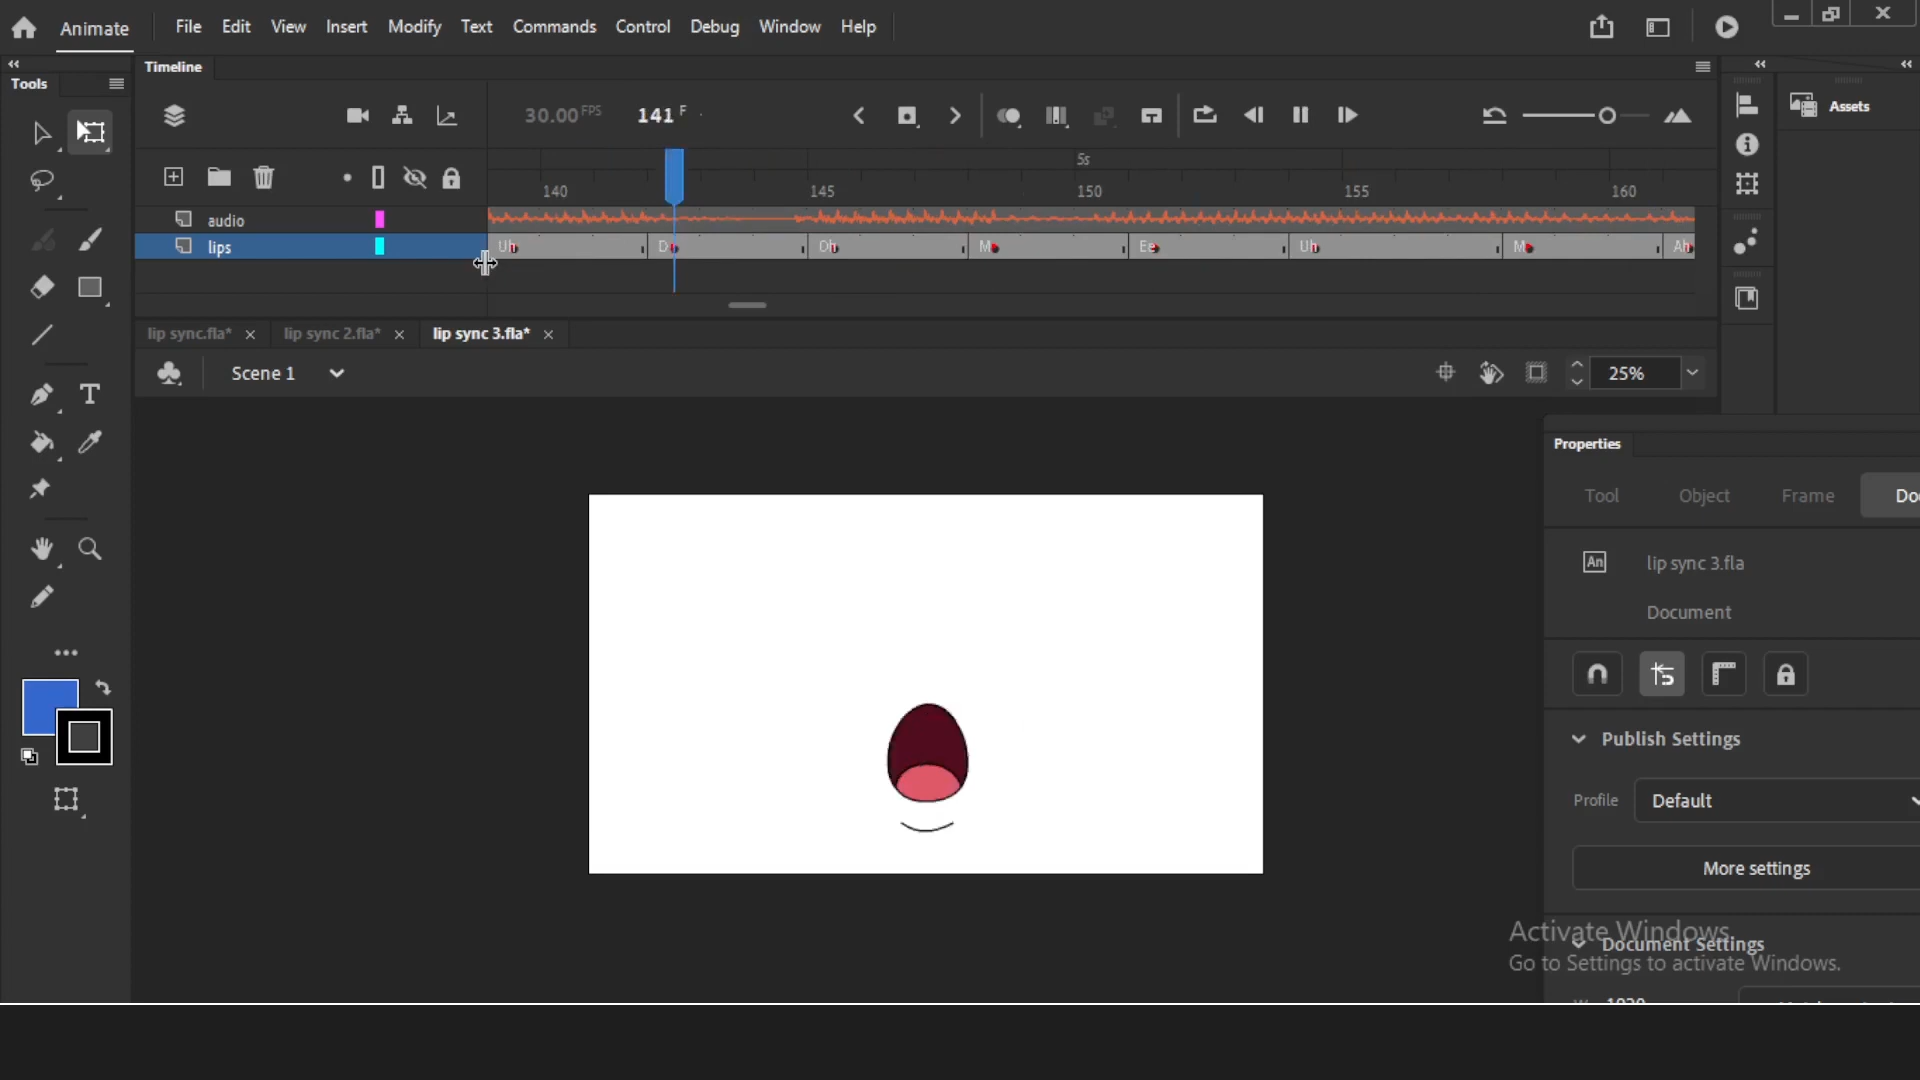 Animate File Edit View Insert Modify Text Commands Control Debug Window Help
Tools
Timeline
30.00 FPS 141 F
Assets
5s
140 145 150 155 160
audio
lips
Uh D Oh M Ee Uh M Ah
lip sync.fla* lip sync 2.fla* lip sync 3.fla*
Scene 1
25%
T
Properties
Tool Object Frame Do
An lip sync 3.fla
Document
Publish Settings
Profile Default
More settings
Document Settings
Activate Windows
Go to Settings to activate Windows.